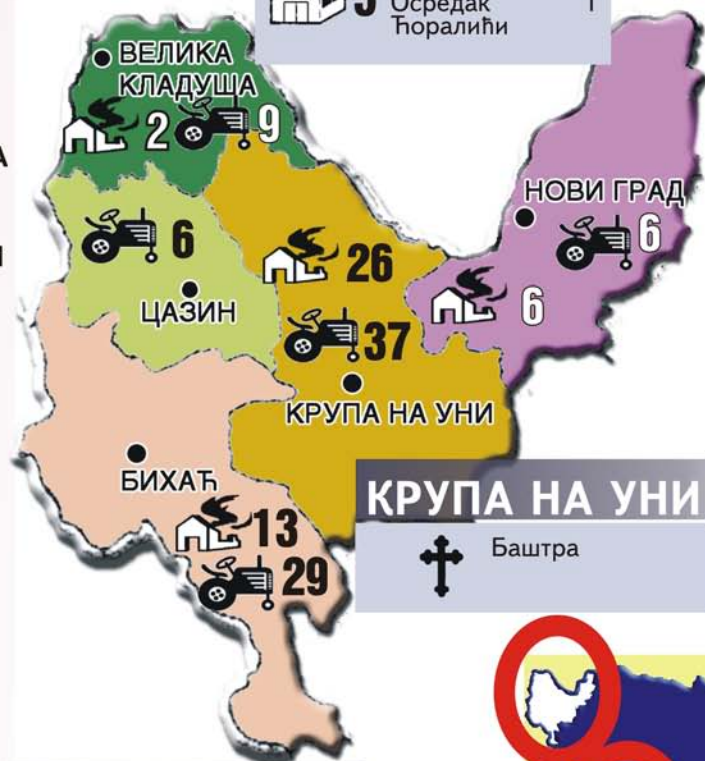 5 Осредак
Ћоралићи
ВЕЛИКА
КЛАДУША
2 9
А
НОВИ ГРАД
6
6
26
6
ЦАЗИН
37
КРУПА НА УНИ
БИХАЋ
13
29
КРУПА НА УНИ
Баштра